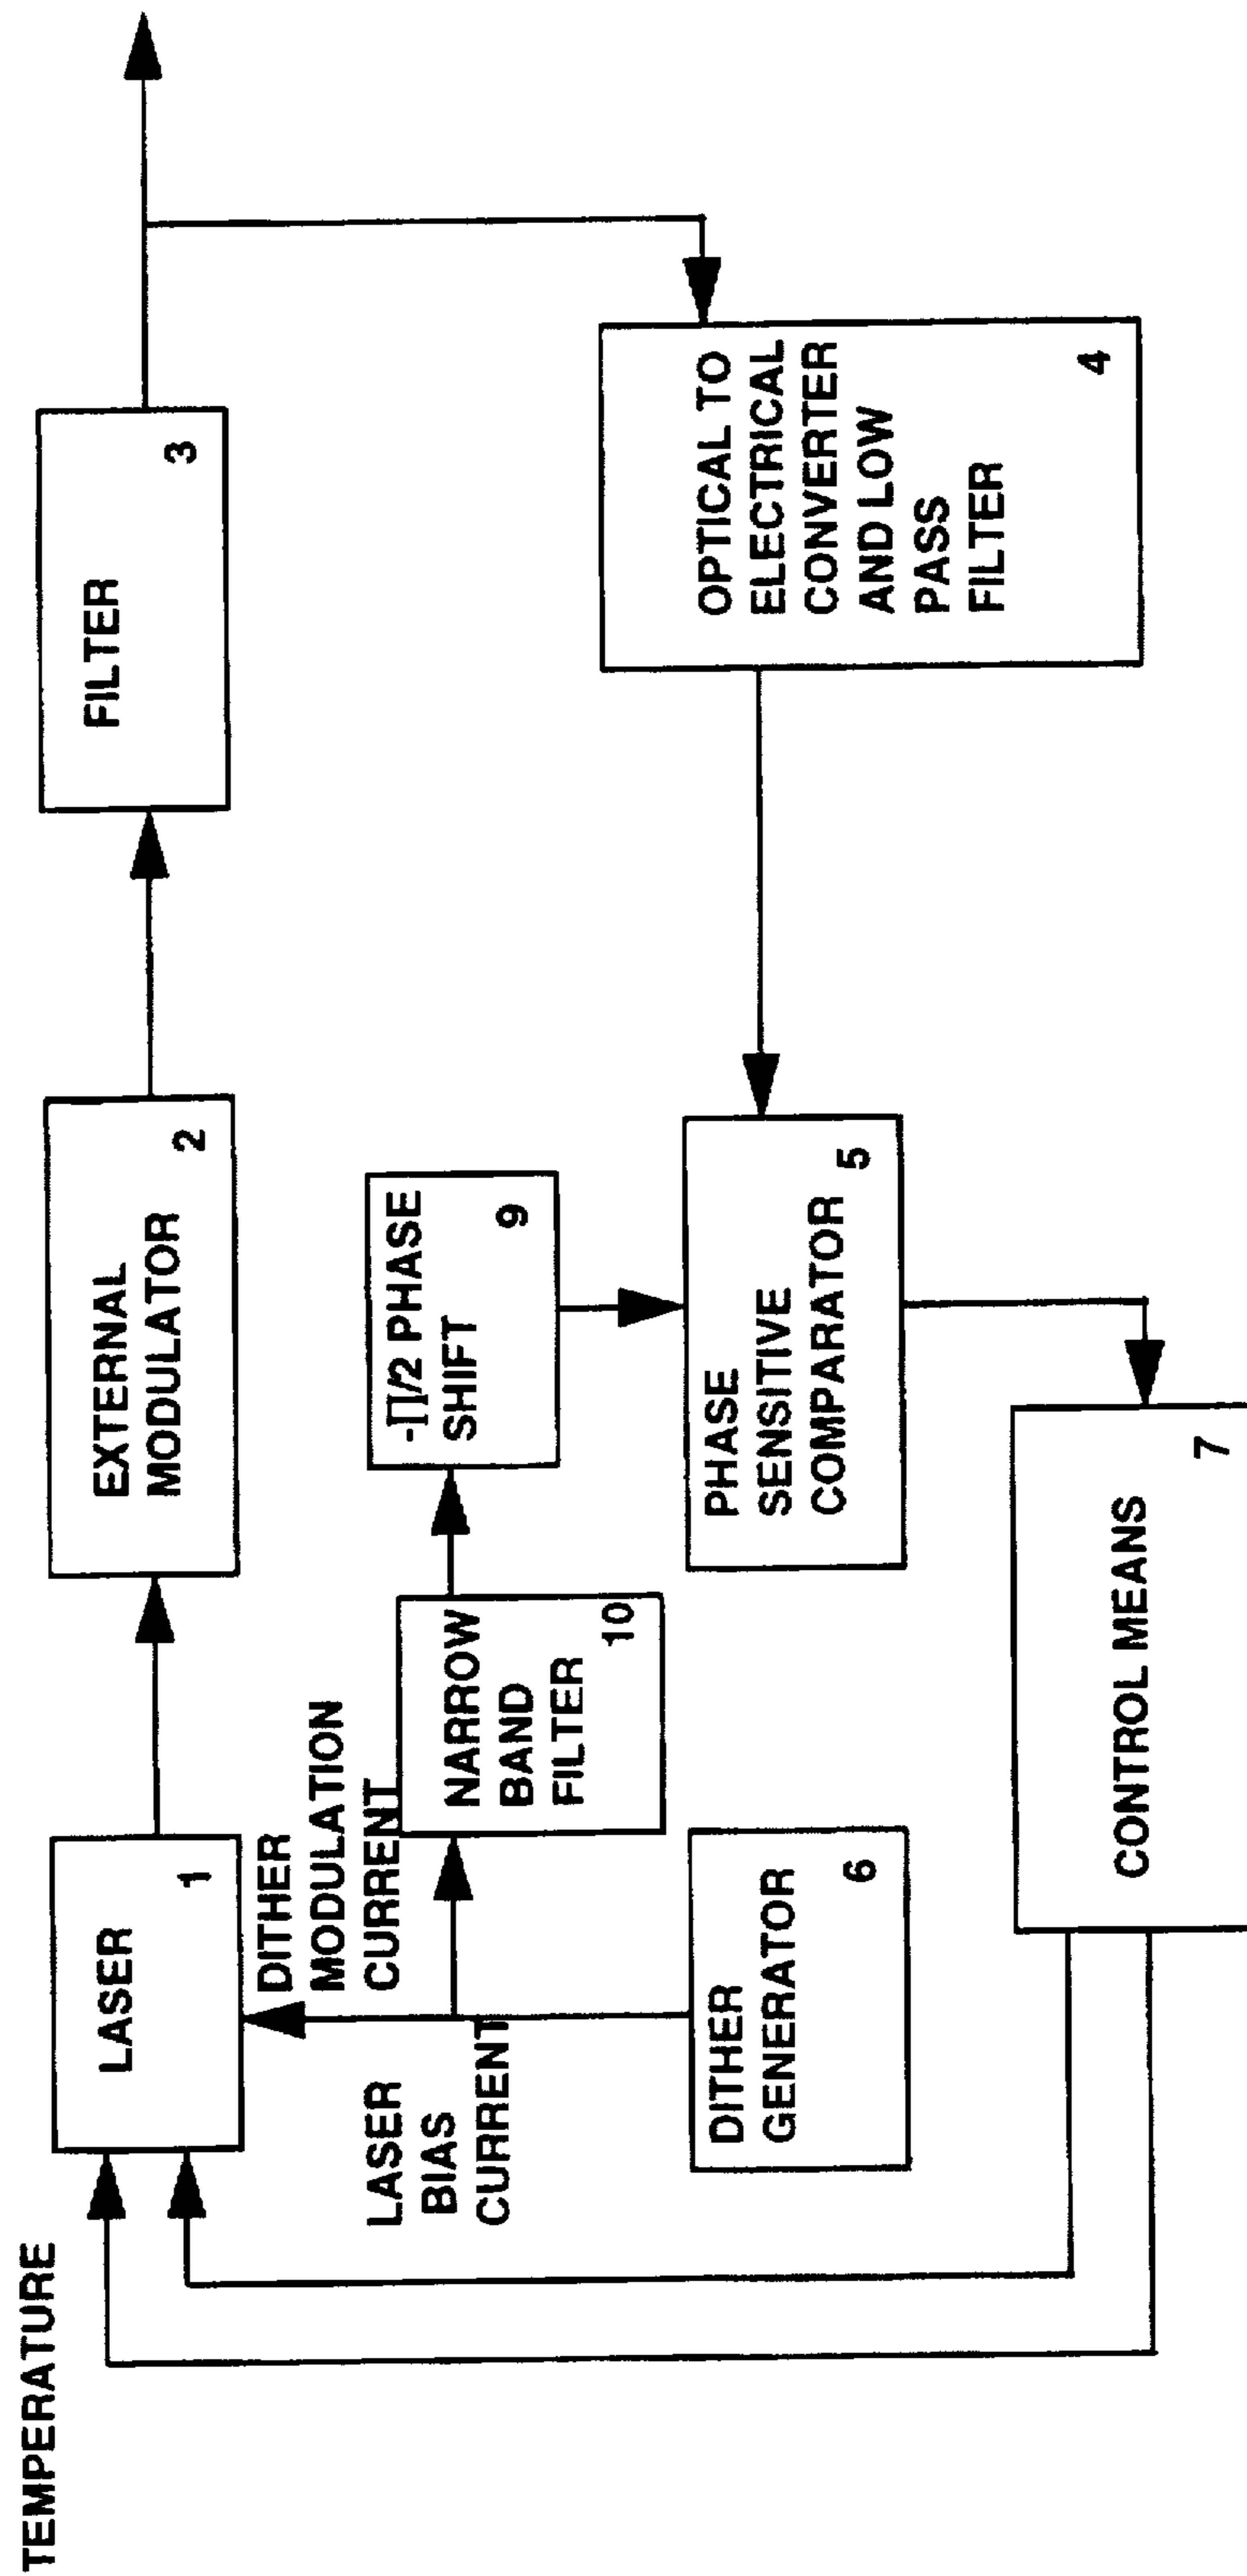 TEMPERATURE
LASER
1
EXTERNAL
MODULATOR
2
FILTER
3
DITHER
MODULATION
CURRENT
LASER
BIAS
CURRENT
NARROW
BAND
FILTER
10
-∏/2 PHASE
SHIFT
9
DITHER
GENERATOR
6
PHASE
SENSITIVE
COMPARATOR
5
OPTICAL TO
ELECTRICAL
CONVERTER
AND LOW
PASS
FILTER
4
CONTROL MEANS
7